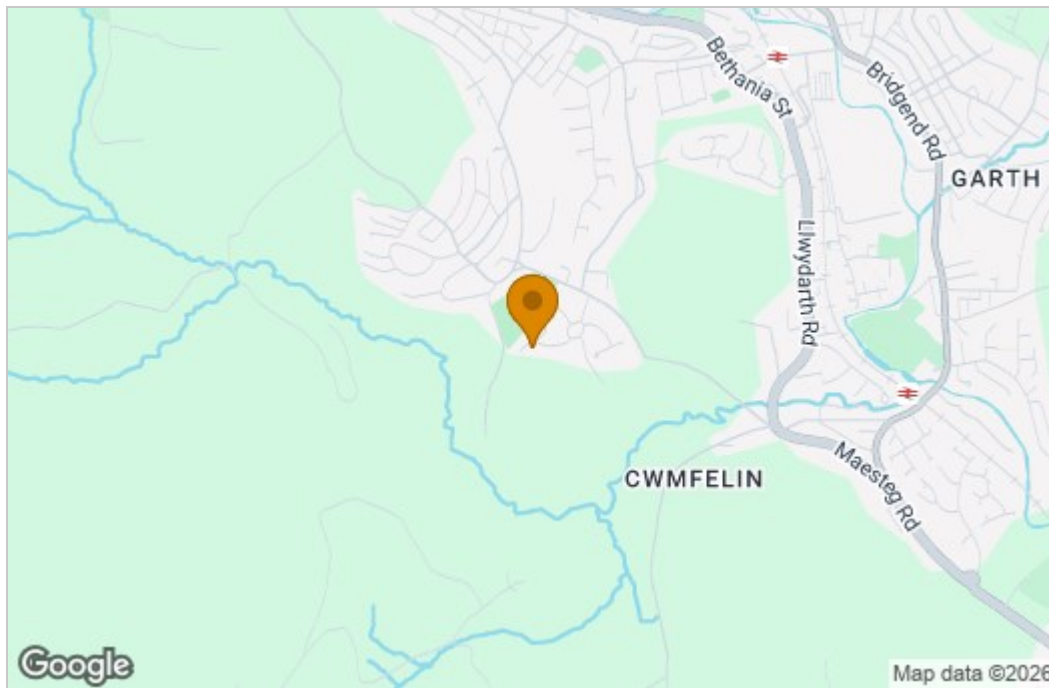 Bethania St
Bridgend Rd
GARTH
Llwydarth Rd
CWMFELIN
Maesteg Rd
Google
Map data ©2026